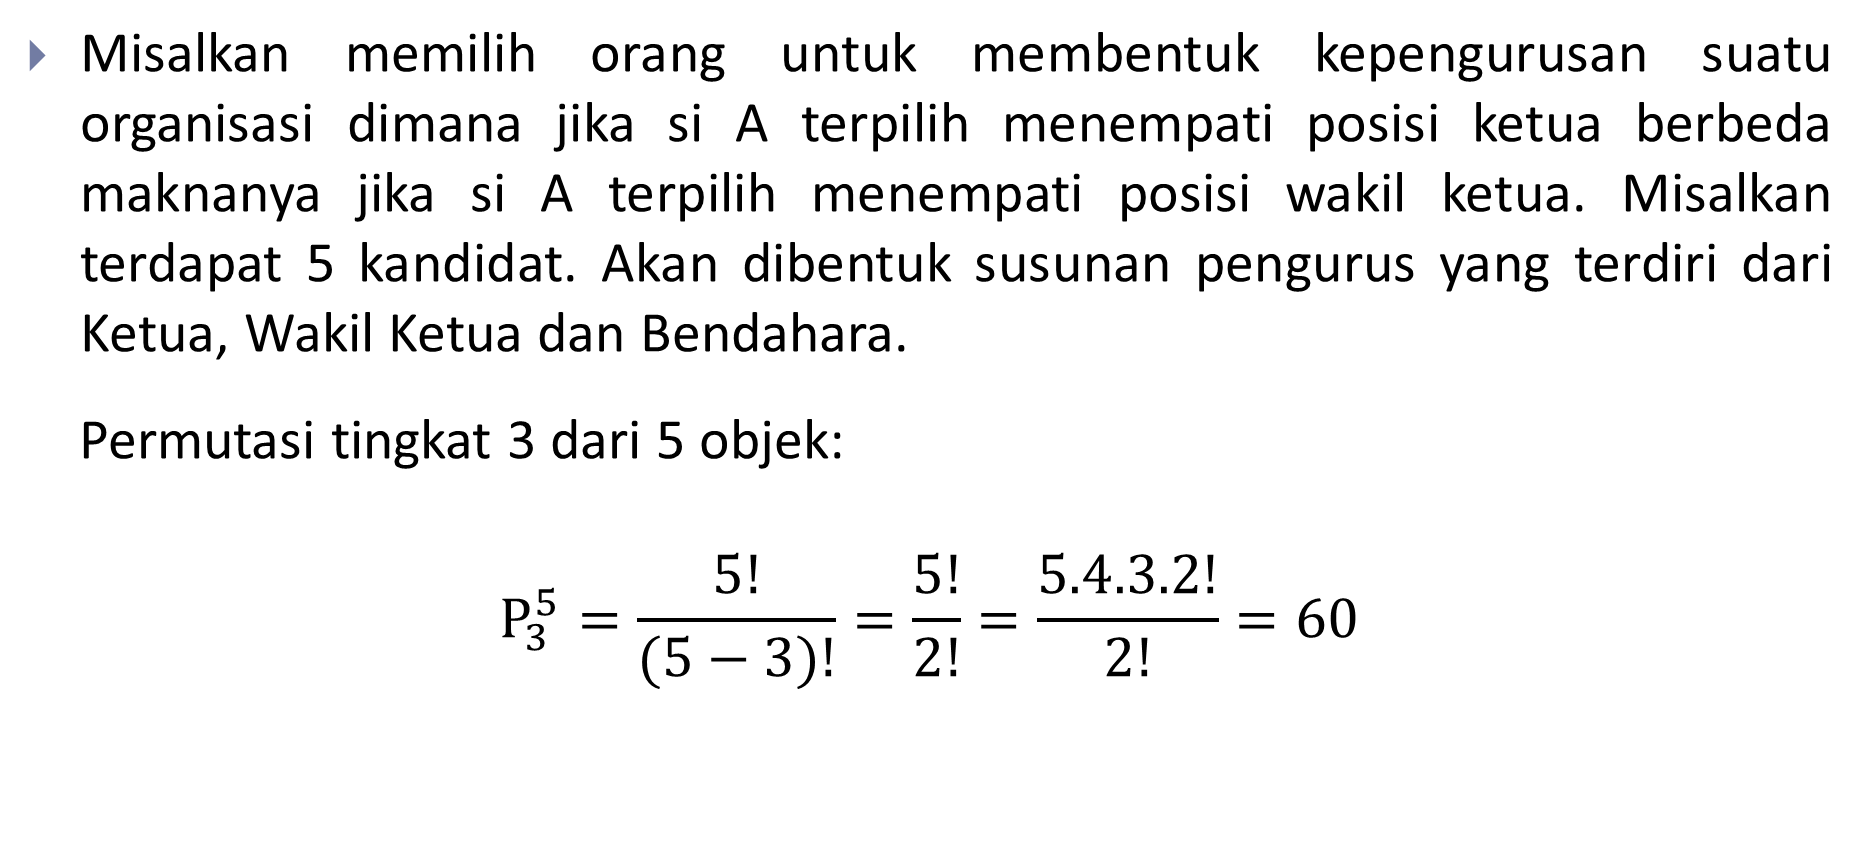 Misalkan memilih orang untuk membentuk kepengurusan suatu
organisasi dimana jika si A terpilih menempati posisi ketua berbeda
maknanya jika si A terpilih menempati posisi wakil ketua. Misalkan
terdapat 5 kandidat. Akan dibentuk susunan pengurus yang terdiri dari
Ketua, Wakil Ketua dan Bendahara.
Permutasi tingkat 3 dari 5 objek:
P₃⁵ = 5!/(5 − 3)! = 5!/2! = 5.4.3.2!/2! = 60